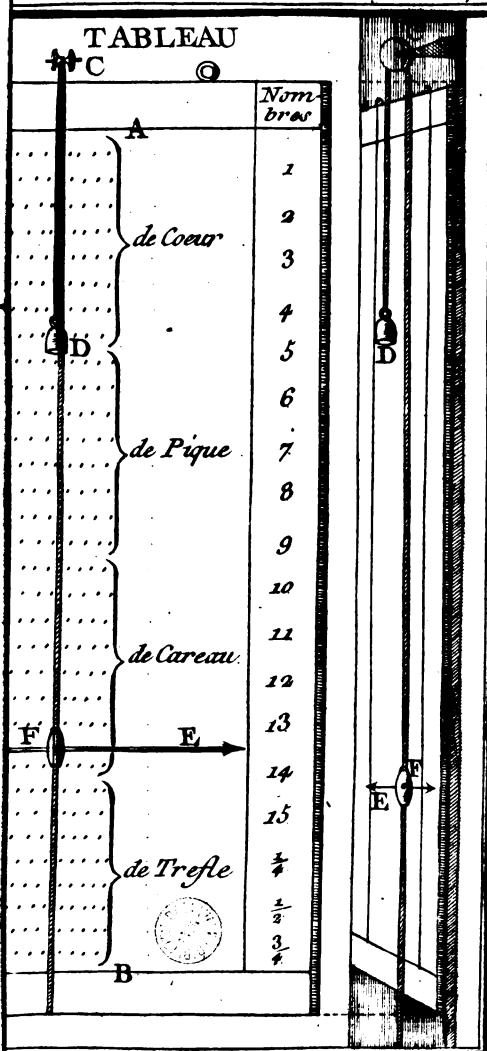 TABLEAU
C
Nom-
bres
A
1
2
de Coeur
3
4
D
5
6
de Pique
7
8
9
10
11
de Careau
12
13
F
E
14
15
1/4
de Trefle
1/2
3/4
B
D
F
E